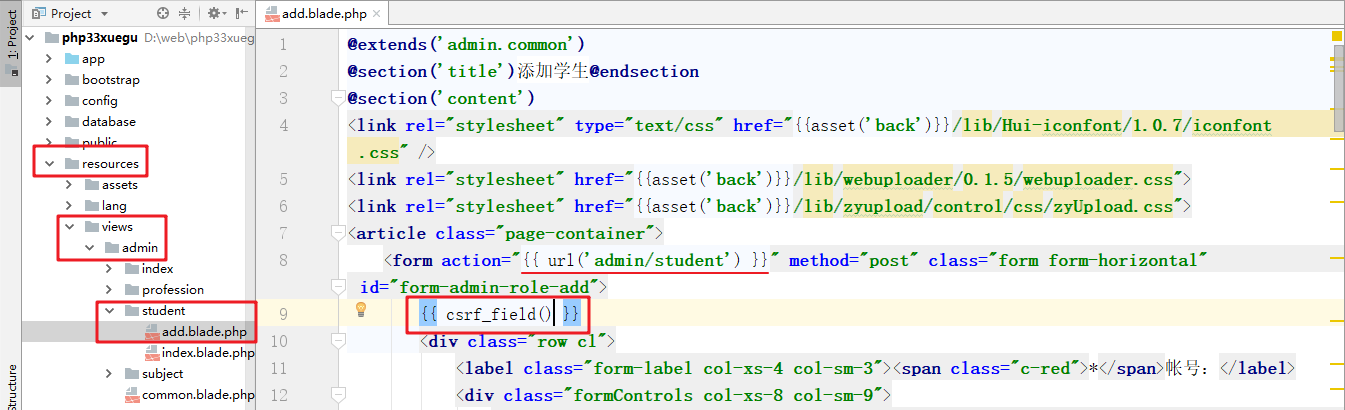 1: Project
Structure
Project
php33xuegu D:\web\php33xueg
app
bootstrap
config
database
public
resources
assets
lang
views
admin
index
profession
student
add.blade.php
index.blade.php
subject
common.blade.php
add.blade.php
1 @extends('admin.common')
2 @section('title')添加学生@endsection
3 @section('content')
4 <link rel="stylesheet" type="text/css" href="{{asset('back')}}/lib/Hui-iconfont/1.0.7/iconfont
.css" />
5 <link rel="stylesheet" href="{{asset('back')}}/lib/webuploader/0.1.5/webuploader.css">
6 <link rel="stylesheet" href="{{asset('back')}}/lib/zyupload/control/css/zyUpload.css">
7 <article class="page-container">
8 <form action="{{ url('admin/student') }}" method="post" class="form form-horizontal"
id="form-admin-role-add">
9 {{ csrf_field() }}
10 <div class="row cl">
11 <label class="form-label col-xs-4 col-sm-3"><span class="c-red">*</span>帐号：</label>
12 <div class="formControls col-xs-8 col-sm-9">